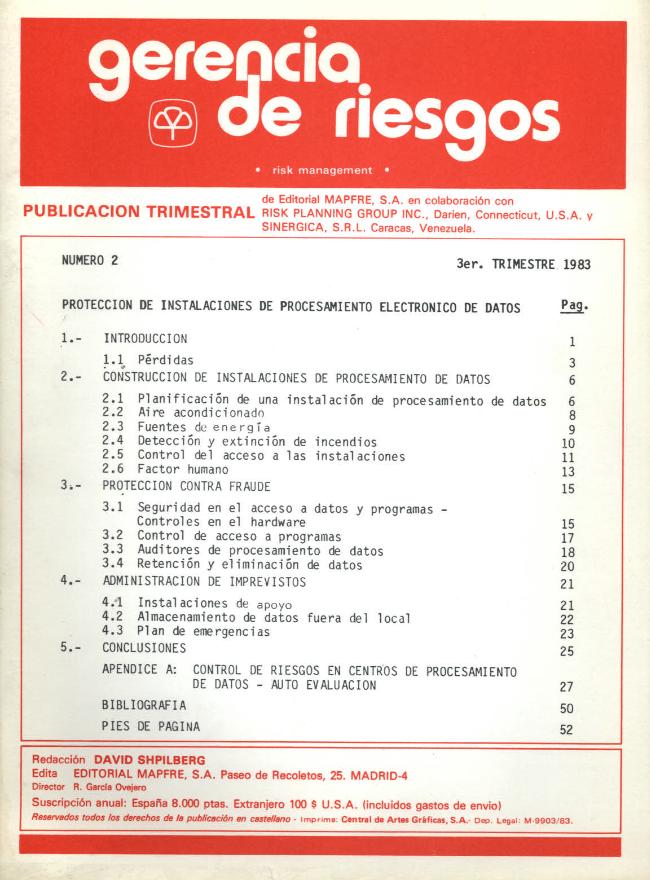 gerencia
de riesgos
• risk management •
PUBLICACION TRIMESTRAL
de Editorial MAPFRE, S.A. en colaboración con
RISK PLANNING GROUP INC., Darien, Connecticut, U.S.A. y
SINERGICA, S.R.L. Caracas, Venezuela.
NUMERO 2 3er. TRIMESTRE 1983
PROTECCION DE INSTALACIONES DE PROCESAMIENTO ELECTRONICO DE DATOS Pag.
1.- INTRODUCCION 1
1.1 Pérdidas 3
2.- CONSTRUCCION DE INSTALACIONES DE PROCESAMIENTO DE DATOS 6
2.1 Planificación de una instalación de procesamiento de datos 6
2.2 Aire acondicionado 8
2.3 Fuentes de energía 9
2.4 Detección y extinción de incendios 10
2.5 Control del acceso a las instalaciones 11
2.6 Factor humano 13
3.- PROTECCION CONTRA FRAUDE 15
3.1 Seguridad en el acceso a datos y programas -
Controles en el hardware 15
3.2 Control de acceso a programas 17
3.3 Auditores de procesamiento de datos 18
3.4 Retención y eliminación de datos 20
4.- ADMINISTRACION DE IMPREVISTOS 21
4.1 Instalaciones de apoyo 21
4.2 Almacenamiento de datos fuera del local 22
4.3 Plan de emergencias 23
5.- CONCLUSIONES 25
APENDICE A: CONTROL DE RIESGOS EN CENTROS DE PROCESAMIENTO
DE DATOS - AUTO EVALUACION 27
BIBLIOGRAFIA 50
PIES DE PAGINA 52
Redacción DAVID SHPILBERG
Edita EDITORIAL MAPFRE, S.A. Paseo de Recoletos, 25. MADRID-4
Director R. García Ovejero
Suscripción anual: España 8.000 ptas. Extranjero 100 $ U.S.A. (incluidos gastos de envio)
Reservados todos los derechos de la publicación en castellano - Imprime: Central de Artes Gráficas, S.A.- Dep. Legal: M-9903/83.